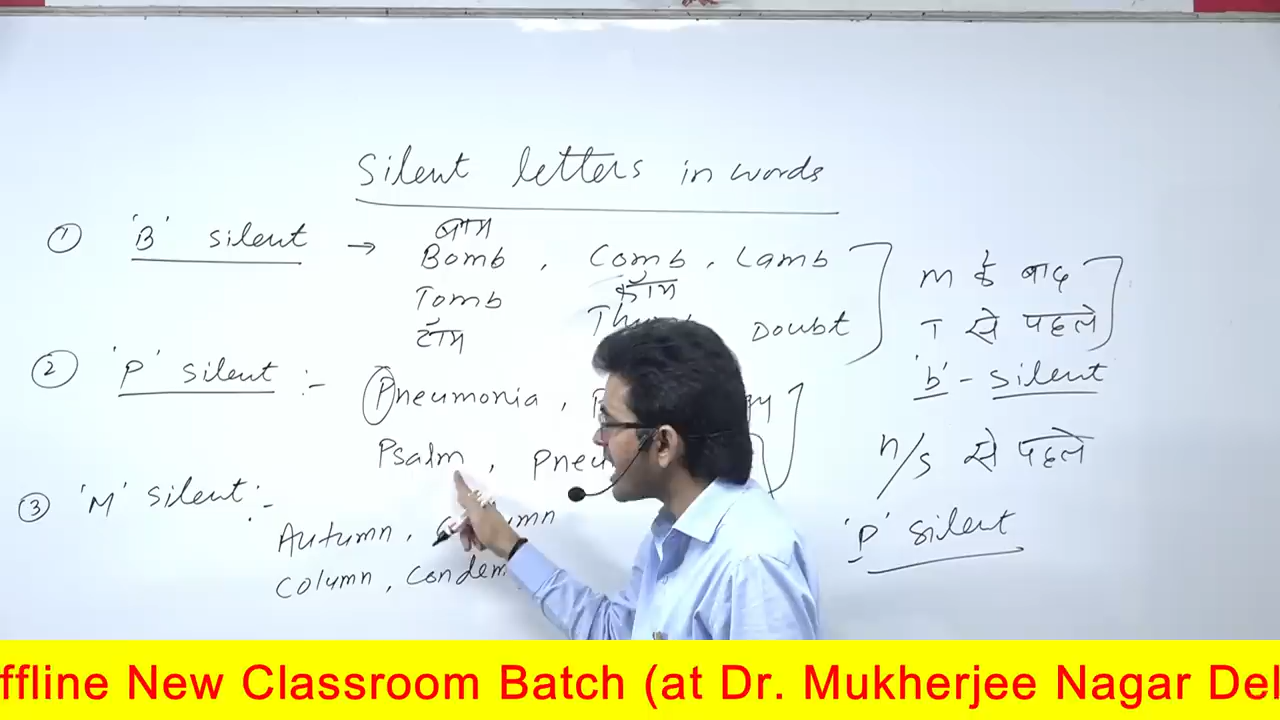 Silent letters in words
① 'B' silent → बाम
Bomb, Comb, Lamb
Tomb काॅम
टॉम Doubt
m के बाद
T से पहले
'b' - silent
② 'P' silent :- Pneumonia,
Psalm,
n/s से पहले
'P' silent
③ 'M' silent :-
Autumn,
Column,
ffline New Classroom Batch (at Dr. Mukherjee Nagar Del